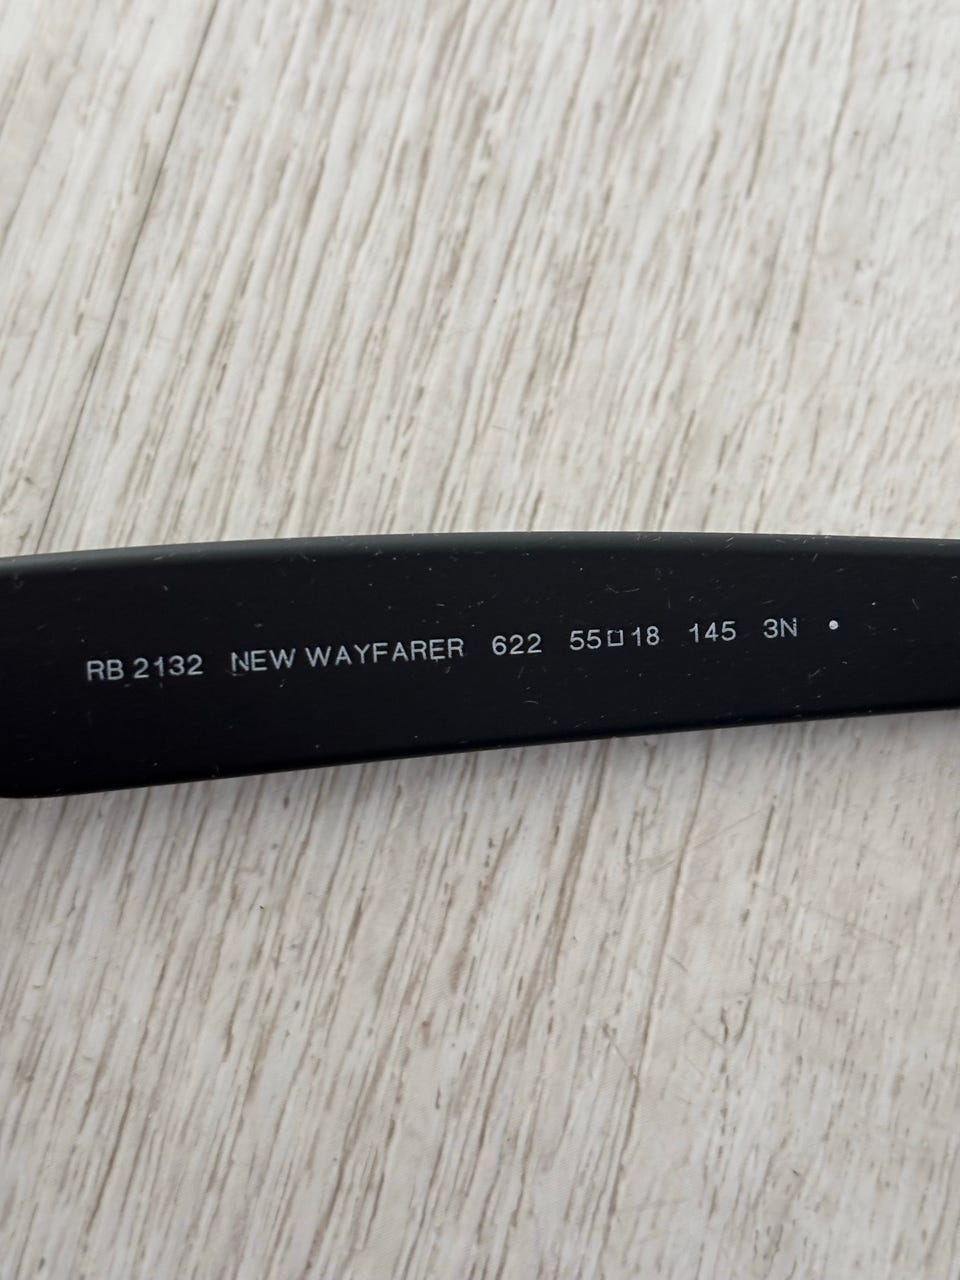 RB 2132 NEW WAYFARER 622 55□18 145 3N •